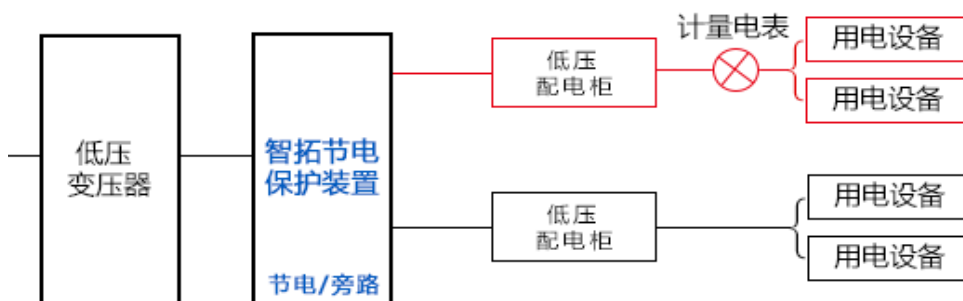 低压
变压器
智拓节电
保护装置
节电/旁路
低压
配电柜
计量电表
用电设备
用电设备
低压
配电柜
用电设备
用电设备